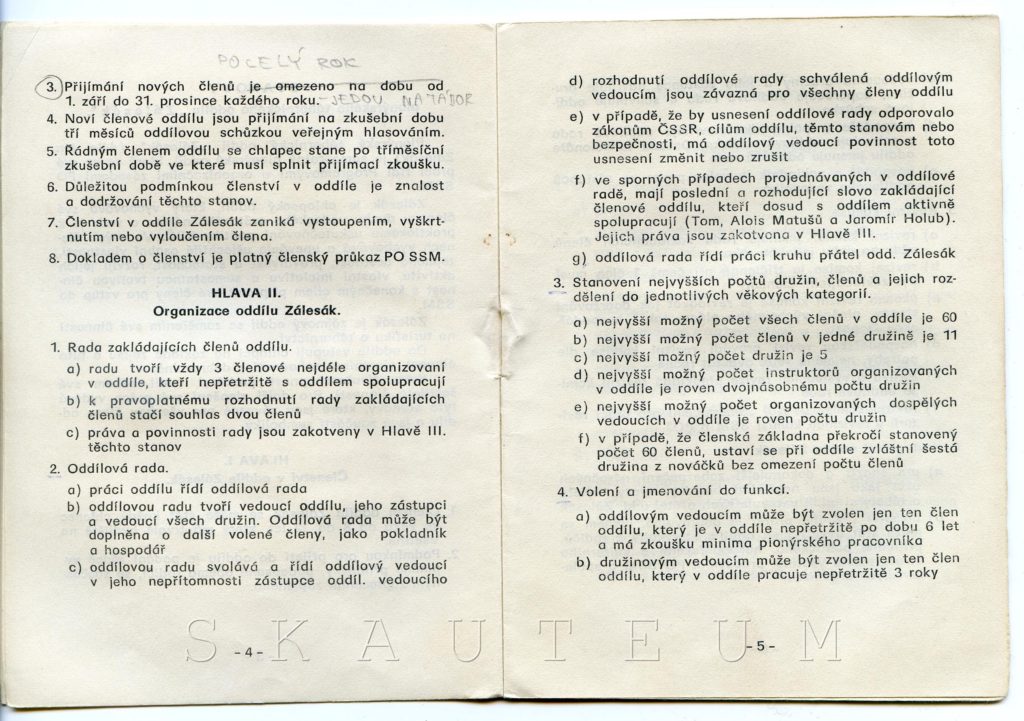 POCELÝ ROK
3. Přijímání nových členů je omezeno na dobu od
1. září do 31. prosince každého roku. JEDOU NA TÁBOR
4. Noví členové oddílu jsou přijímání na zkušební dobu
tří měsíců oddílovou schůzkou veřejným hlasováním.
5. Řádným členem oddílu se chlapec stane po tříměsíční
zkušební době ve které musí splnit přijímací zkoušku.
6. Důležitou podmínkou členství v oddíle je znalost
a dodržování těchto stanov.
7. Členství v oddíle Zálesák zaniká vystoupením, vyškrt-
nutím nebo vyloučením člena.
8. Dokladem o členství je platný členský průkaz PO SSM.
HLAVA II.
Organizace oddílu Zálesák.
1. Rada zakládajících členů oddílu.
a) radu tvoří vždy 3 členové nejdéle organizovaní
v oddíle, kteří nepřetržitě s oddílem spolupracují
b) k pravoplatnému rozhodnutí rady zakládajících
členů stačí souhlas dvou členů
c) práva a povinnosti rady jsou zakotveny v Hlavě III.
těchto stanov
2. Oddílová rada.
a) práci oddílu řídí oddílová rada
b) oddílovou radu tvoří vedoucí oddílu, jeho zástupci
a vedoucí všech družin. Oddílová rada může být
doplněna o další volené členy, jako pokladník
a hospodář
c) oddílovou radu svolává a řídí oddílový vedoucí
v jeho nepřítomnosti zástupce oddíl. vedoucího
- 4 -
d) rozhodnutí oddílové rady schválená oddílovým
vedoucím jsou závazná pro všechny členy oddílu
e) v případě, že by usnesení oddílové rady odporovalo
zákonům ČSSR, cílům oddílu, těmto stanovám nebo
bezpečnosti, má oddílový vedoucí povinnost toto
usnesení změnit nebo zrušit
f) ve sporných případech projednávaných v oddílové
radě, mají poslední a rozhodující slovo zakládající
členové oddílu, kteří dosud s oddílem aktivně
spolupracují (Tom, Alois Matušů a Jaromír Holub).
Jejich práva jsou zakotvena v Hlavě III.
g) oddílová rada řídí práci kruhu přátel odd. Zálesák
3. Stanovení nejvyšších počtů družin, členů a jejich roz-
dělení do jednotlivých věkových kategorií.
a) nejvyšší možný počet všech členů v oddíle je 60
b) nejvyšší možný počet členů v jedné družině je 11
c) nejvyšší možný počet družin je 5
d) nejvyšší možný počet instruktorů organizovaných
v oddíle je roven dvojnásobnému počtu družin
e) nejvyšší možný počet organizovaných dospělých
vedoucích v oddíle je roven počtu družin
f) v případě, že členská základna překročí stanovený
počet 60 členů, ustaví se při oddíle zvláštní šestá
družina z nováčků bez omezení počtu členů
4. Volení a jmenování do funkcí.
a) oddílovým vedoucím může být zvolen jen ten člen
oddílu, který je v oddíle nepřetržitě po dobu 6 let
a má zkoušku minima pionýrského pracovníka
b) družinovým vedoucím může být zvolen jen ten člen
oddílu, který v oddíle pracuje nepřetržitě 3 roky
- 5 -
SKAUTEUM